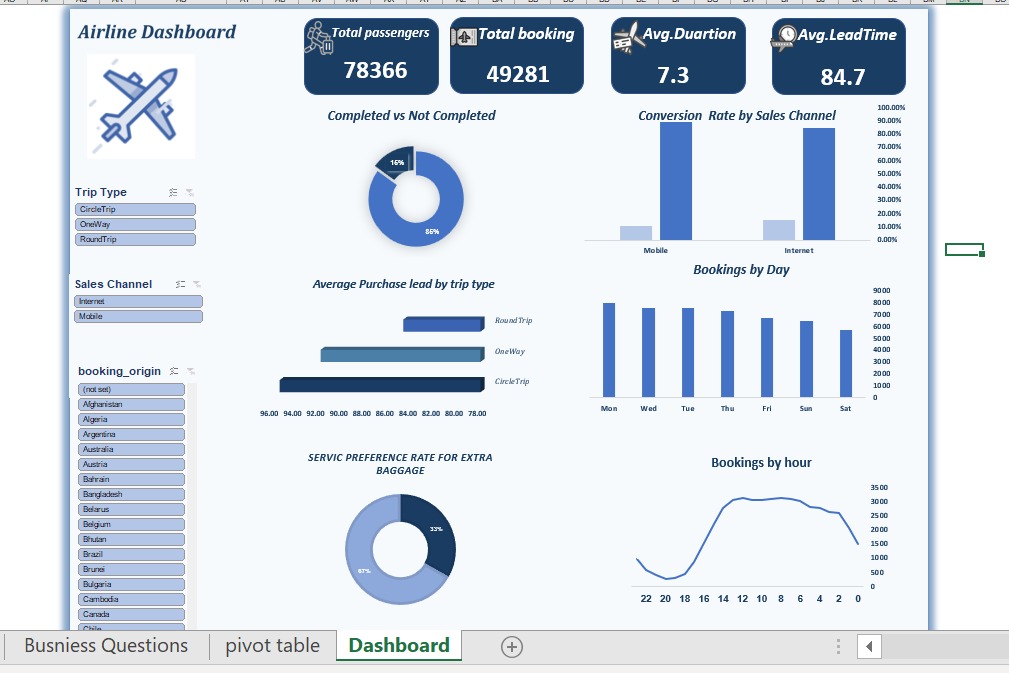 Airline Dashboard
Total passengers
78366
Total booking
49281
Avg.Duartion
7.3
Avg.LeadTime
84.7
Trip Type
CircleTrip
OneWay
RoundTrip
Sales Channel
Internet
Mobile
booking_origin
(not set)
Afghanistan
Algeria
Argentina
Australia
Austria
Bahrain
Bangladesh
Belarus
Belgium
Bhutan
Brazil
Brunei
Bulgaria
Cambodia
Canada
Chile
Completed vs Not Completed
16%
86%
Conversion Rate by Sales Channel
100.00%
90.00%
80.00%
70.00%
60.00%
50.00%
40.00%
30.00%
20.00%
10.00%
0.00%
Mobile Internet
Average Purchase lead by trip type
RoundTrip
OneWay
CircleTrip
96.00 94.00 92.00 90.00 88.00 86.00 84.00 82.00 80.00 78.00
Bookings by Day
9000
8000
7000
6000
5000
4000
3000
2000
1000
0
Mon Wed Tue Thu Fri Sun Sat
SERVIC PREFERENCE RATE FOR EXTRA
BAGGAGE
33%
67%
Bookings by hour
3500
3000
2500
2000
1500
1000
500
0
22 20 18 16 14 12 10 8 6 4 2 0
Busniess Questions pivot table Dashboard